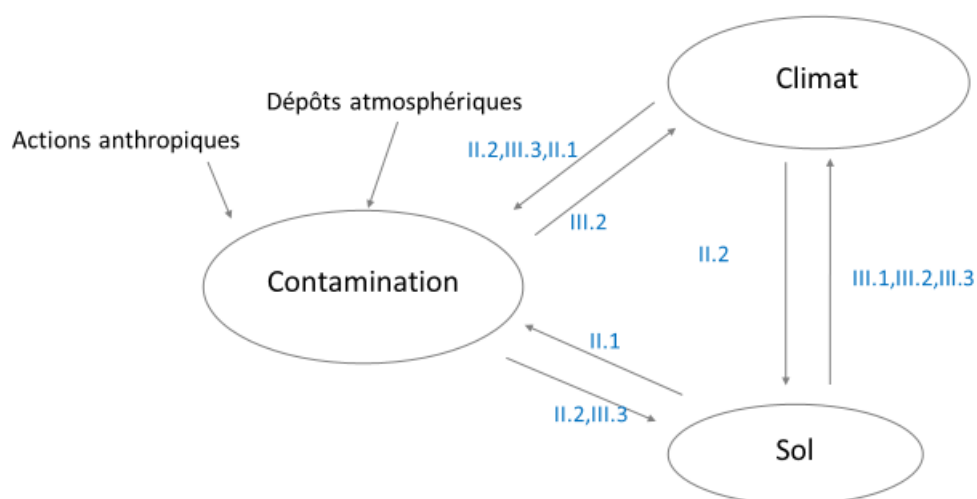 Climat
Dépôts atmosphériques
Actions anthropiques
II.2,III.3,II.1
III.2
II.2
III.1,III.2,III.3
Contamination
II.1
II.2,III.3
Sol